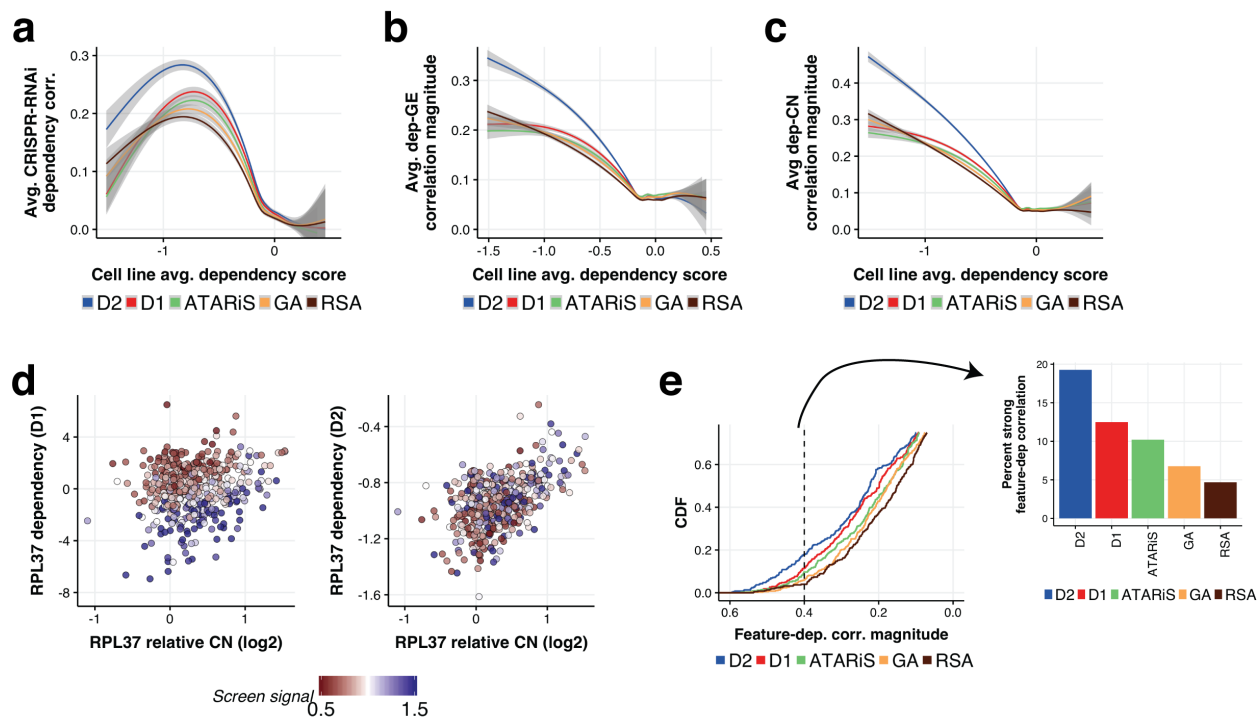 a
Avg. CRISPR-RNAi
dependency corr.
0.3
0.2
0.1
0.0
-1
0
Cell line avg. dependency score
D2 D1 ATARiS GA RSA
b
Avg. dep-GE
correlation magnitude
0.3
0.2
0.1
0.0
-1.5
-1.0
-0.5
0.0
0.5
Cell line avg. dependency score
D2 D1 ATARiS GA RSA
c
Avg dep-CN
correlation magnitude
0.4
0.3
0.2
0.1
0.0
-1
0
Cell line avg. dependency score
D2 D1 ATARiS GA RSA
d
RPL37 dependency (D1)
4
0
-4
-8
-1
0
1
RPL37 relative CN (log2)
RPL37 dependency (D2)
-0.4
-0.8
-1.2
-1.6
-1
0
1
RPL37 relative CN (log2)
Screen signal
0.5
1.5
e
CDF
0.6
0.4
0.2
0.0
0.6
0.4
0.2
0.0
Feature-dep. corr. magnitude
D2 D1 ATARiS GA RSA
Percent strong
feature-dep correlation
20
15
10
5
0
D2
D1
ATARIS
GA
RSA
D2 D1 ATARiS GA RSA